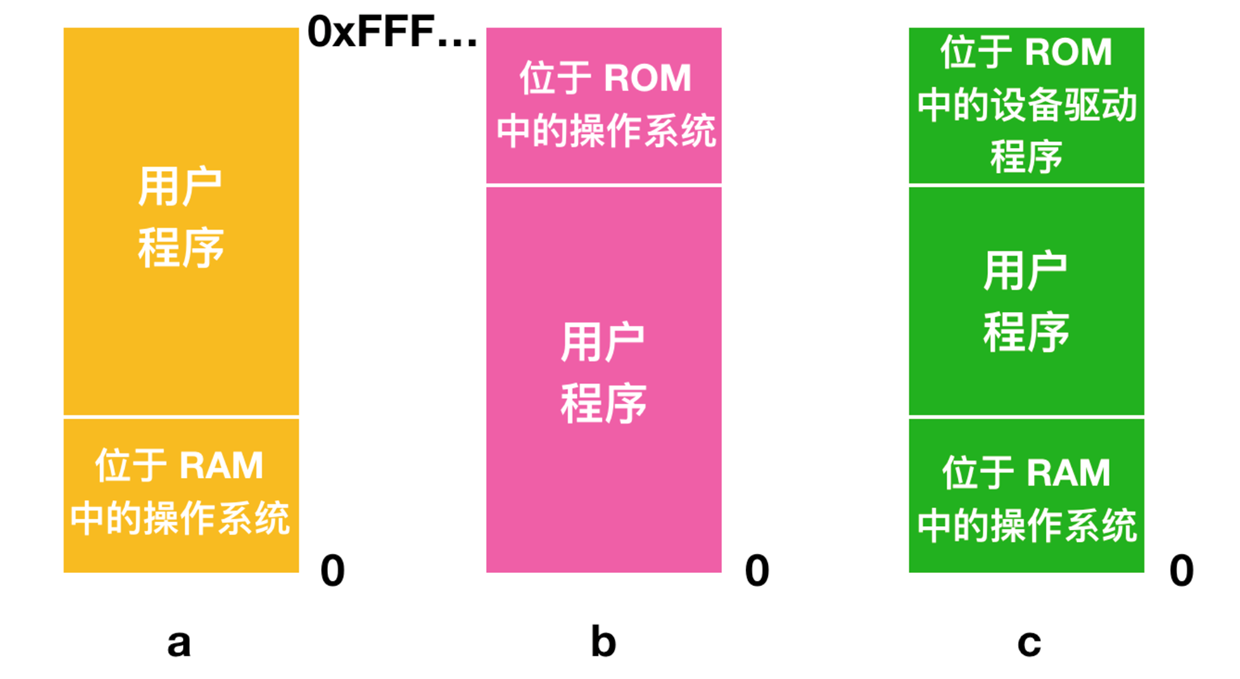 用户
程序
位于 RAM
中的操作系统
0xFFF...
0
a
位于 ROM
中的操作系统
用户
程序
0
b
位于 ROM
中的设备驱动
程序
用户
程序
位于 RAM
中的操作系统
0
c